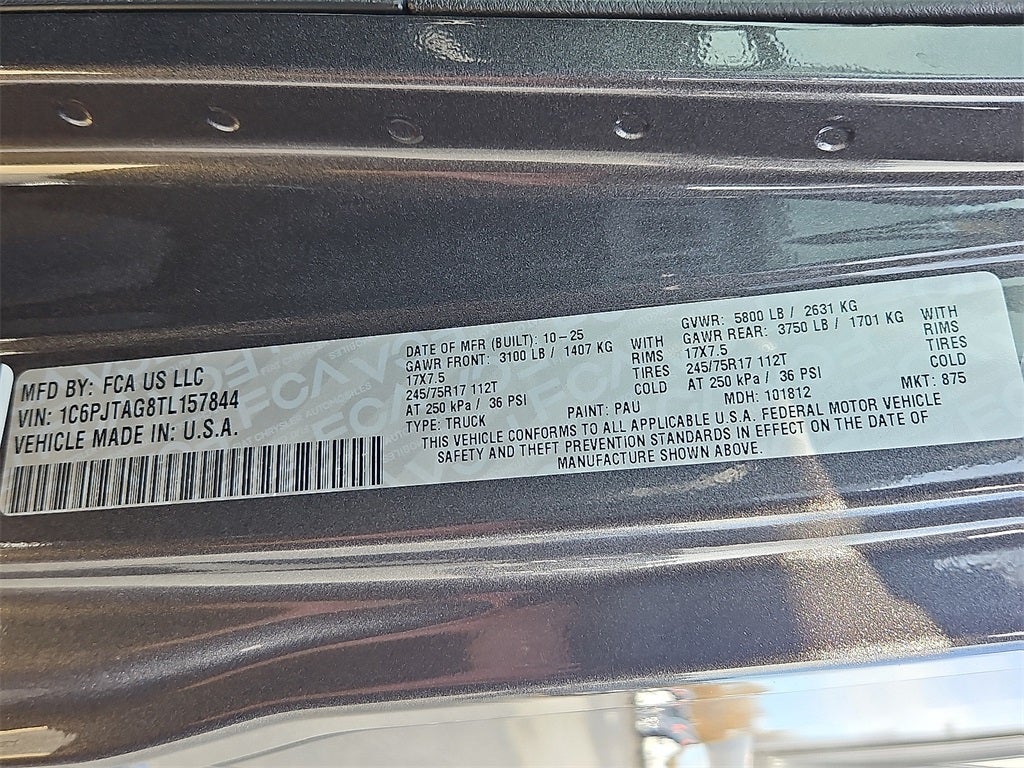 MFD BY: FCA US LLC
VIN: 1C6PJTAG8TL157844
VEHICLE MADE IN: U.S.A.
DATE OF MFR (BUILT): 10-25
GAWR FRONT: 3100 LB / 1407 KG WITH
17X7.5 RIMS
245/75R17 112T TIRES
AT 250 kPa / 36 PSI COLD
TYPE: TRUCK
PAINT: PAU
GVWR: 5800 LB / 2631 KG
GAWR REAR: 3750 LB / 1701 KG WITH
17X7.5 RIMS
245/75R17 112T TIRES
AT 250 kPa / 36 PSI COLD
MDH: 101812 MKT: 875
THIS VEHICLE CONFORMS TO ALL APPLICABLE U.S.A. FEDERAL MOTOR VEHICLE
SAFETY AND THEFT PREVENTION STANDARDS IN EFFECT ON THE DATE OF
MANUFACTURE SHOWN ABOVE.